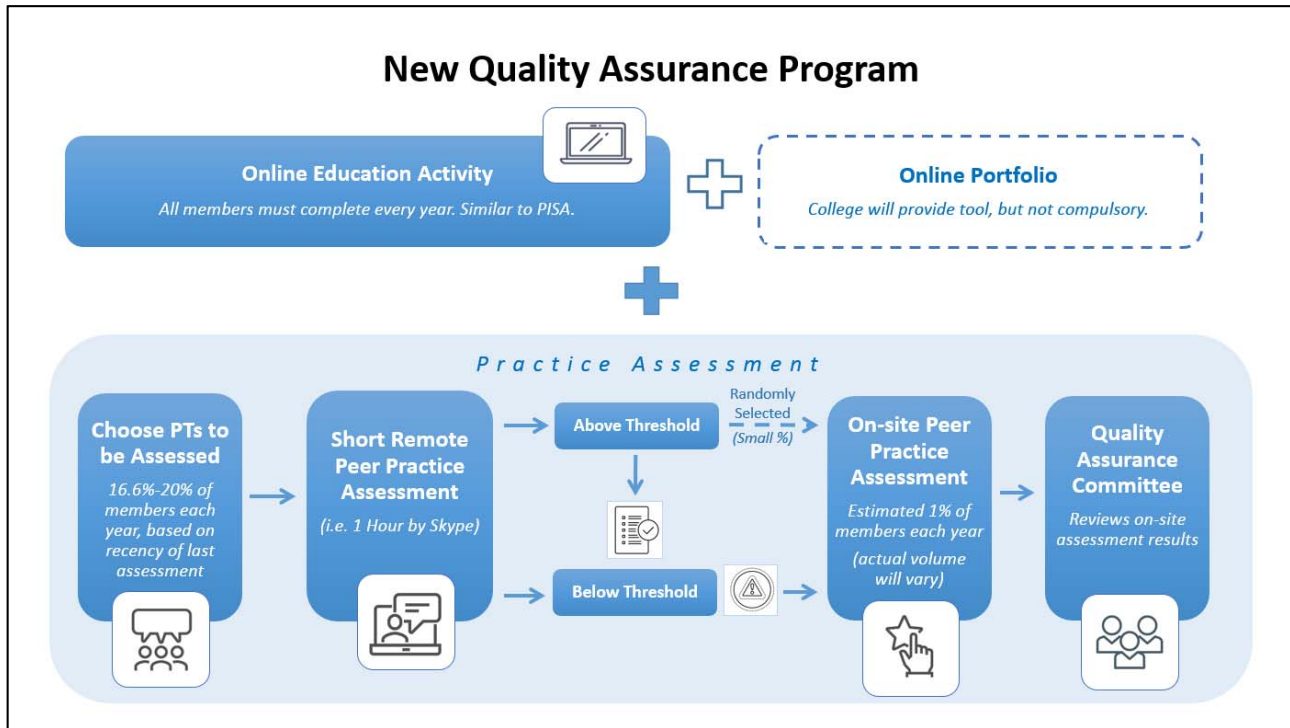 New Quality Assurance Program
Online Education Activity
All members must complete every year. Similar to PISA.
Online Portfolio
College will provide tool, but not compulsory.
Practice Assessment
Choose PTs to
be Assessed
16.6%-20% of
members each
year, based on
recency of last
assessment
Short Remote
Peer Practice
Assessment
(i.e. 1 Hour by Skype)
Above Threshold
Randomly
Selected
(Small %)
Below Threshold
On-site Peer
Practice
Assessment
Estimated 1% of
members each year
(actual volume
will vary)
Quality
Assurance
Committee
Reviews on-site
assessment results